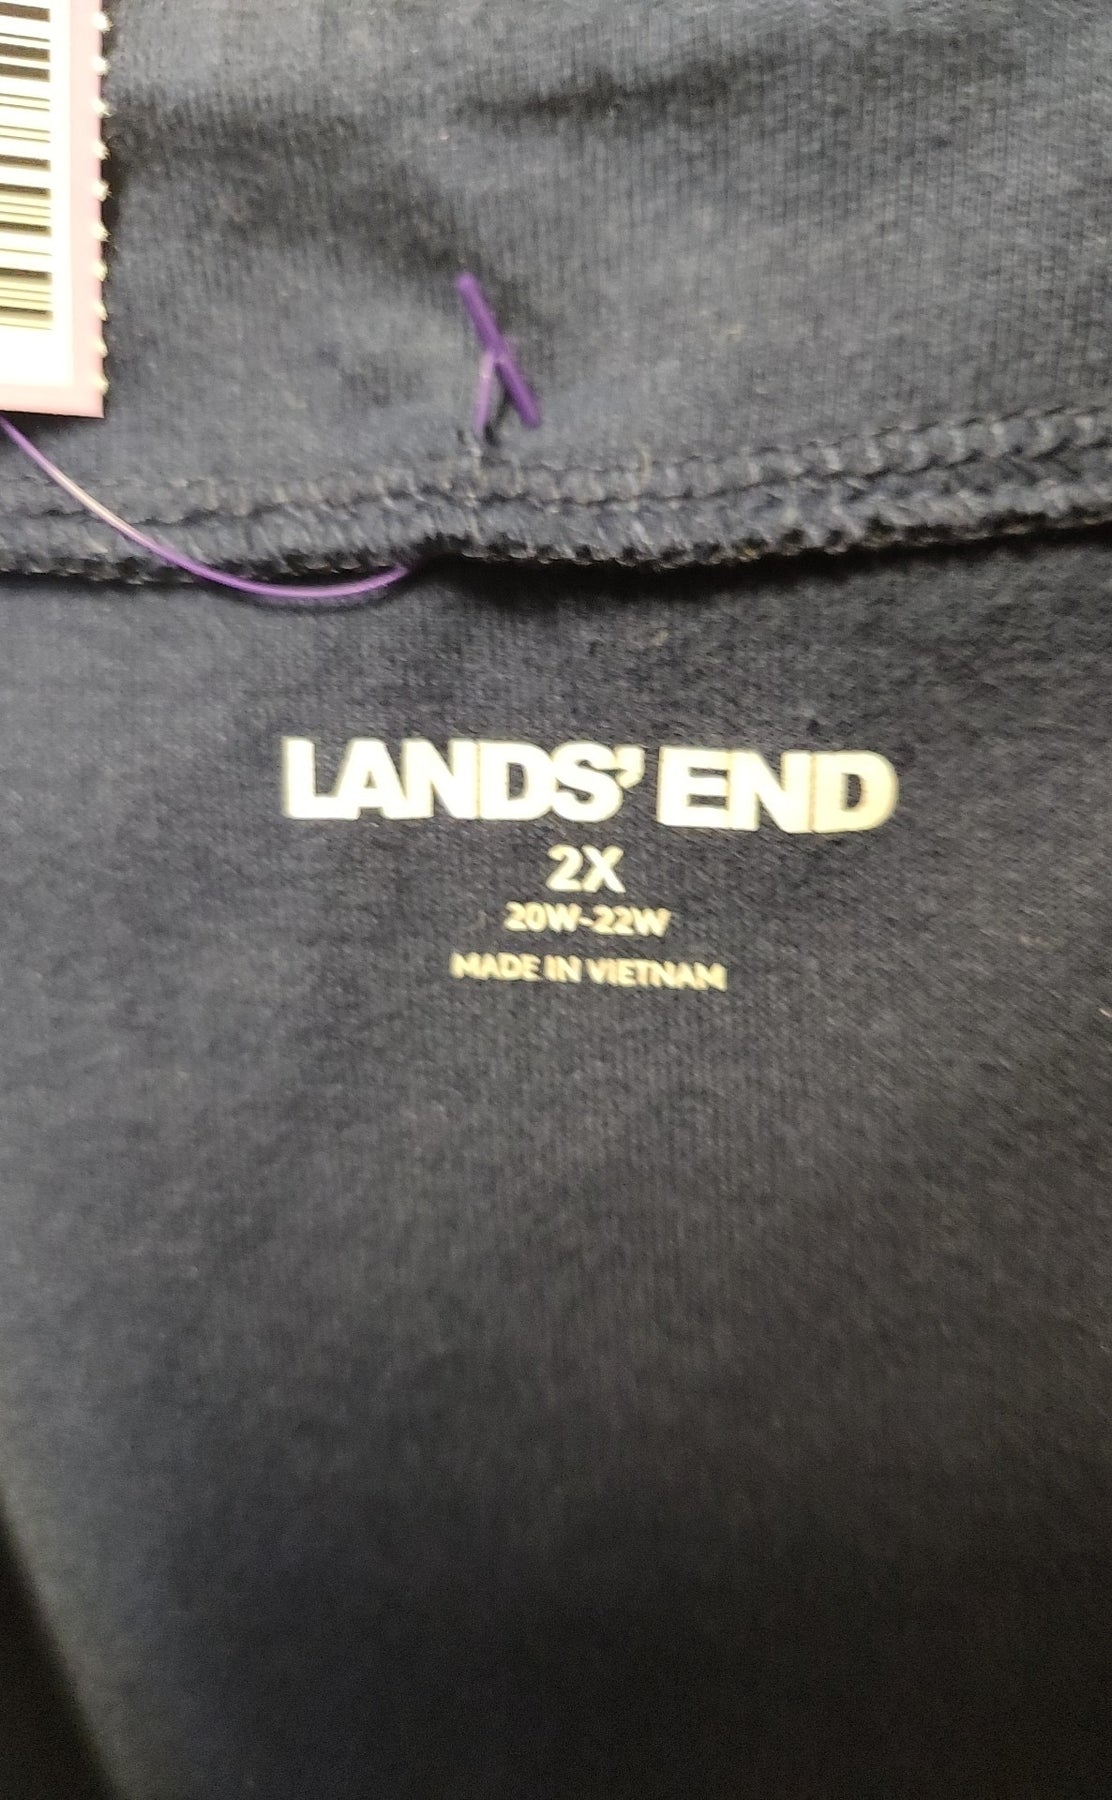 LANDS' END
2X
20W-22W
MADE IN VIETNAM